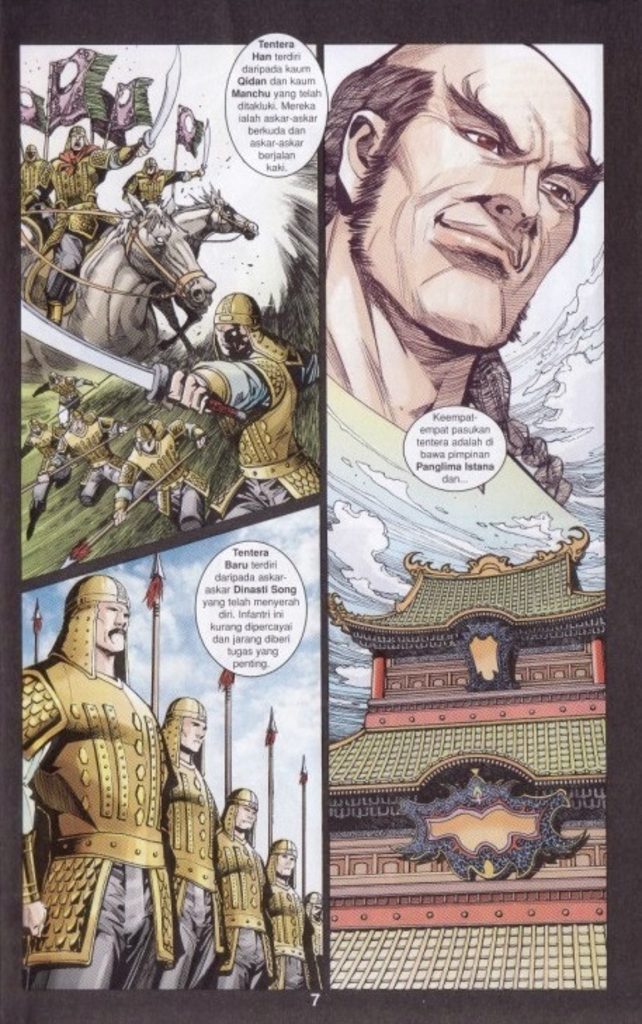 Tentera
Han terdiri
daripada kaum
Qidan dan kaum
Manchu yang telah
ditakluki. Mereka
ialah askar-askar
berkuda dan
askar-askar
berjalan
kaki.
Tentera
Baru terdiri
daripada askar-
askar Dinasti Song
yang telah menyerah
diri. Infantri ini
kurang dipercayai
dan jarang diberi
tugas yang
penting.
Keempat-
empat pasukan
tentera adalah di
bawa pimpinan
Panglima Istana
dan...
7